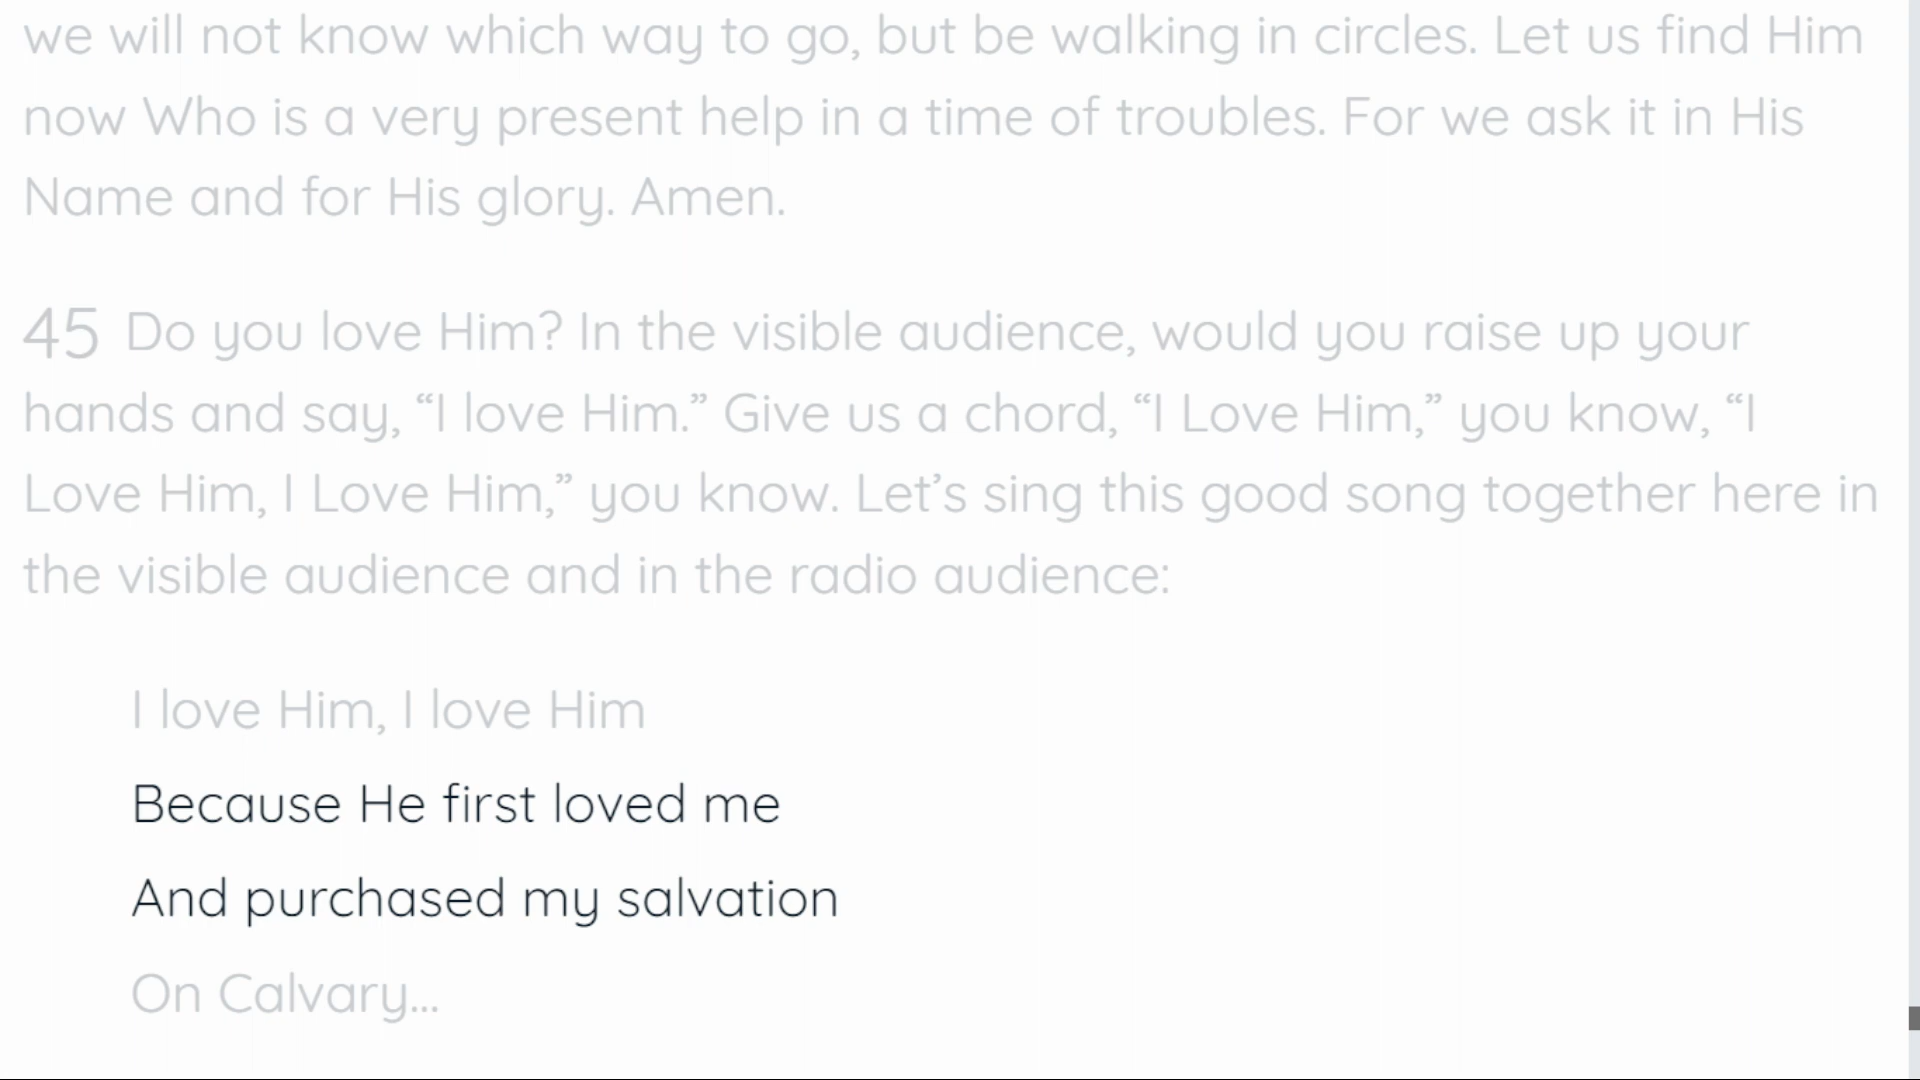 we will not know which way to go, but be walking in circles. Let us find Him
now Who is a very present help in a time of troubles. For we ask it in His
Name and for His glory. Amen.
45 Do you love Him? In the visible audience, would you raise up your
hands and say, “I love Him.” Give us a chord, “I Love Him,” you know, “I
Love Him, I Love Him,” you know. Let’s sing this good song together here in
the visible audience and in the radio audience:
I love Him, I love Him
Because He first loved me
And purchased my salvation
On Calvary...